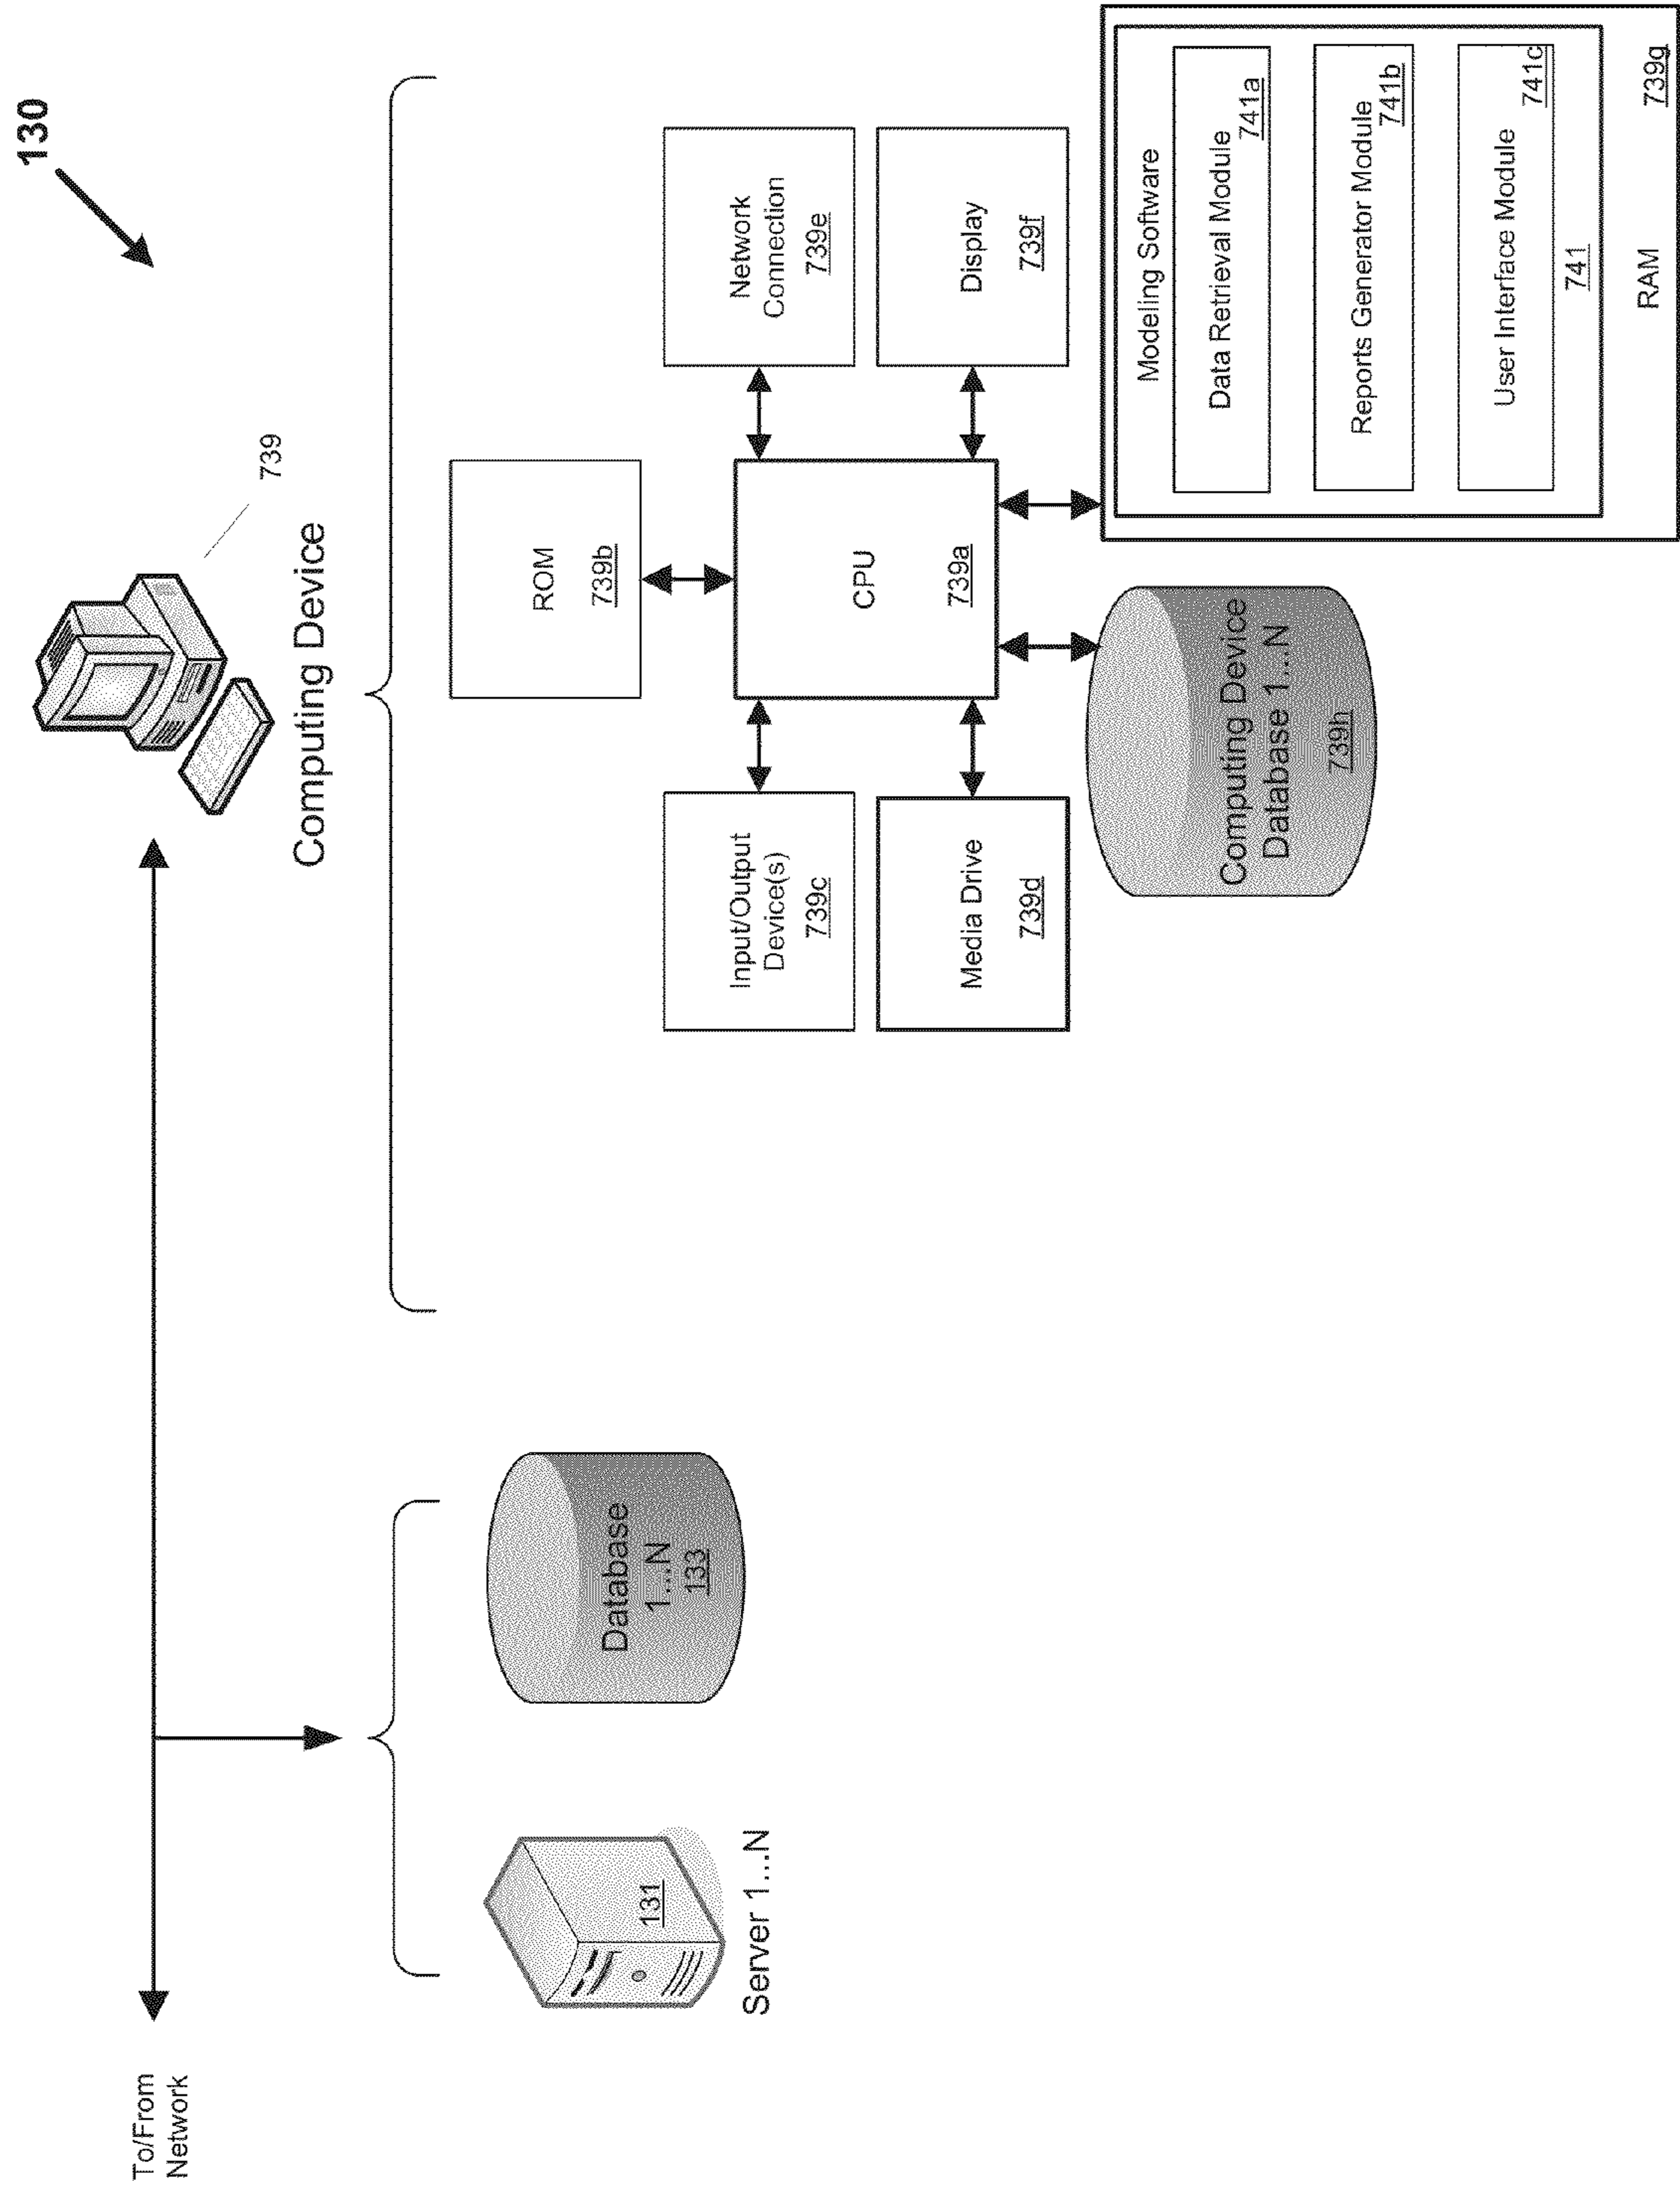 130
To/From
Network
739
Computing Device
Server 1...N
131
Database
1...N
133
ROM
739b
Input/Output
Device(s)
739c
Network
Connection
739e
CPU
739a
Media Drive
739d
Display
739f
Computing Device
Database 1...N
739h
Modeling Software
Data Retrieval Module
741a
Reports Generator Module
741b
User Interface Module
741c
741
RAM
739g